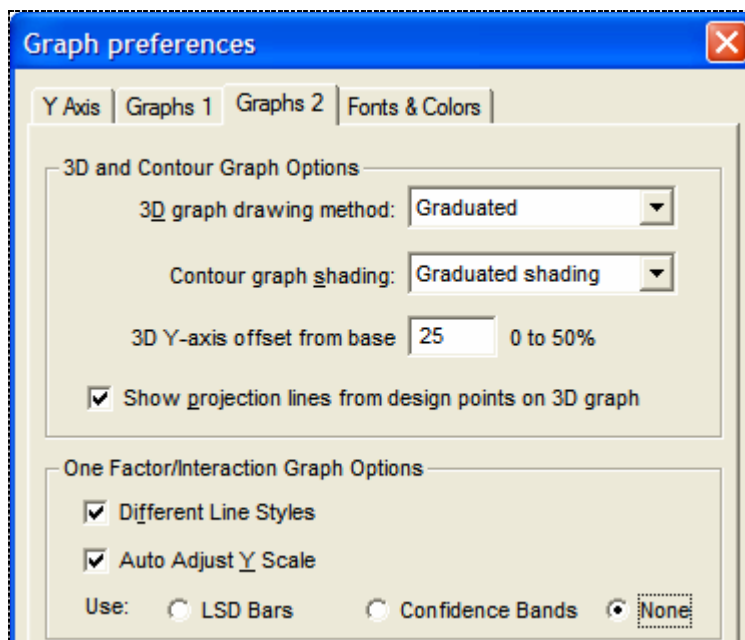 Graph preferences
Y Axis Graphs 1 Graphs 2 Fonts & Colors
3D and Contour Graph Options
3D graph drawing method: Graduated
Contour graph shading: Graduated shading
3D Y-axis offset from base 25 0 to 50%
Show projection lines from design points on 3D graph
One Factor/Interaction Graph Options
Different Line Styles
Auto Adjust Y Scale
Use: LSD Bars Confidence Bands None